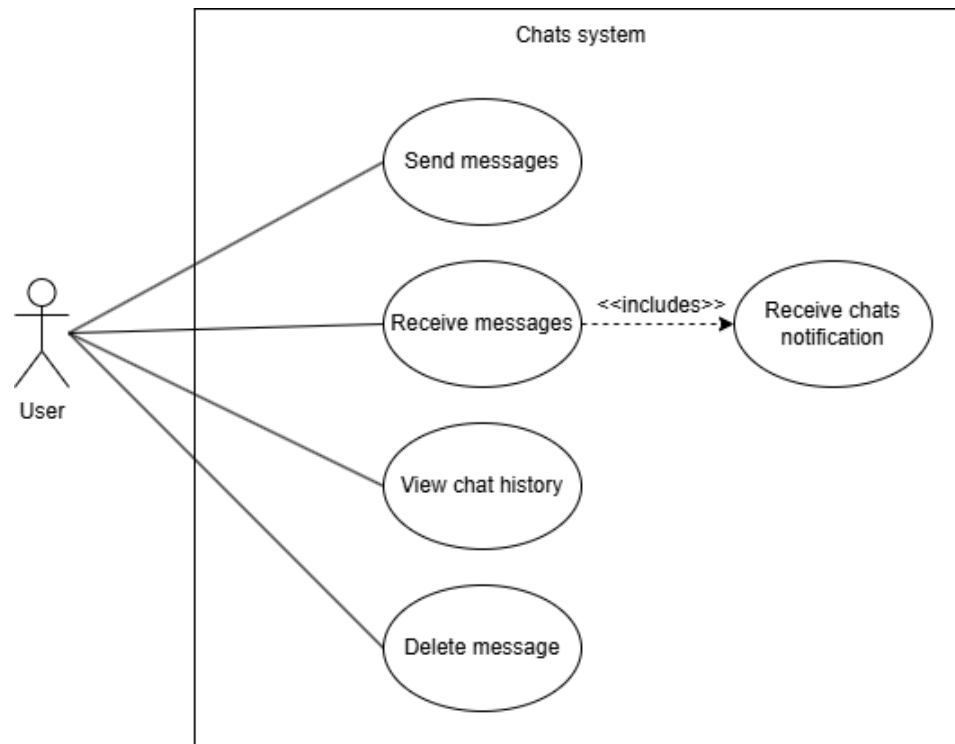 Chats system
Send messages
Receive messages
<<includes>>
Receive chats
notification
User
View chat history
Delete message